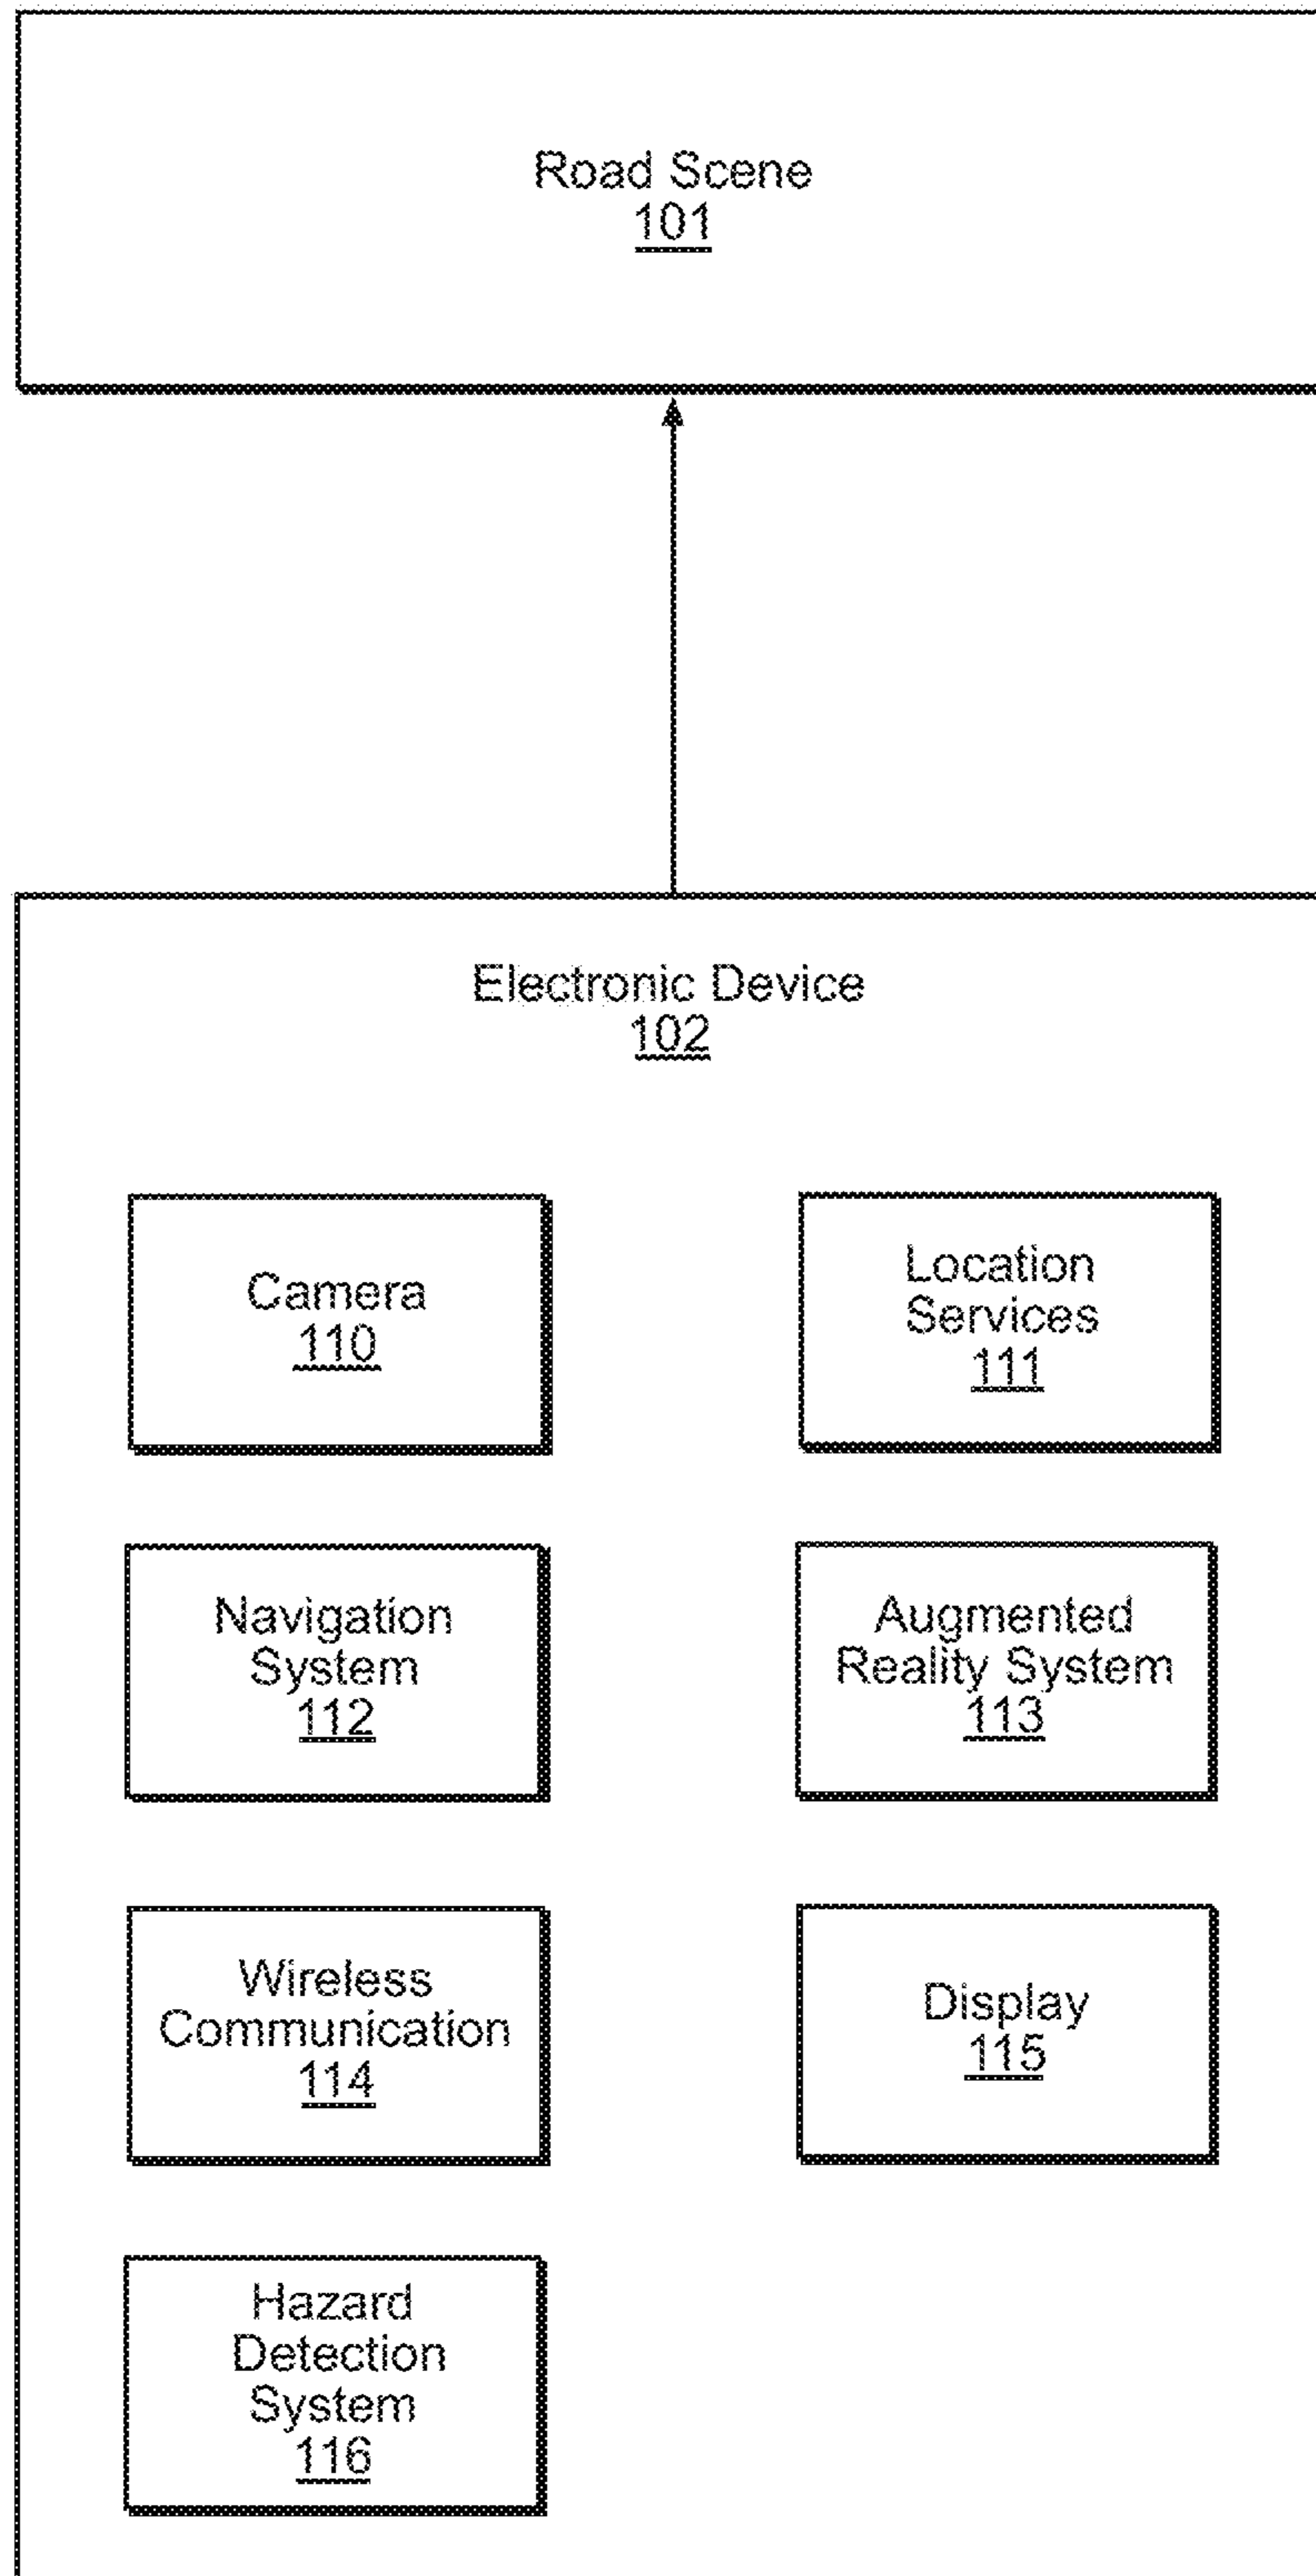 Road Scene
101
Electronic Device
102
Camera
110
Location
Services
111
Navigation
System
112
Augmented
Reality System
113
Wireless
Communication
114
Display
115
Hazard
Detection
System
116